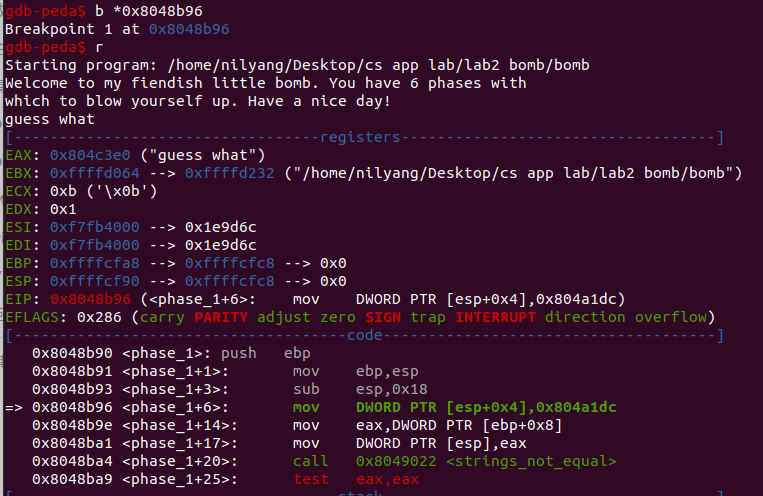 gdb-peda$ b *0x8048b96
Breakpoint 1 at 0x8048b96
gdb-peda$ r
Starting program: /home/nilyang/Desktop/cs app lab/lab2 bomb/bomb
Welcome to my fiendish little bomb. You have 6 phases with
which to blow yourself up. Have a nice day!
guess what
[----------------------------------registers-----------------------------------]
EAX: 0x804c3e0 ("guess what")
EBX: 0xffffd064 --> 0xffffd232 ("/home/nilyang/Desktop/cs app lab/lab2 bomb/bomb")
ECX: 0xb ('\x0b')
EDX: 0x1
ESI: 0xf7fb4000 --> 0x1e9d6c
EDI: 0xf7fb4000 --> 0x1e9d6c
EBP: 0xffffcfa8 --> 0xffffcfc8 --> 0x0
ESP: 0xffffcf90 --> 0xffffcfc8 --> 0x0
EIP: 0x8048b96 (<phase_1+6>: mov DWORD PTR [esp+0x4],0x804a1dc)
EFLAGS: 0x286 (carry PARITY adjust zero SIGN trap INTERRUPT direction overflow)
[-------------------------------------code-------------------------------------]
0x8048b90 <phase_1>: push ebp
0x8048b91 <phase_1+1>: mov ebp,esp
0x8048b93 <phase_1+3>: sub esp,0x18
=> 0x8048b96 <phase_1+6>: mov DWORD PTR [esp+0x4],0x804a1dc
0x8048b9e <phase_1+14>: mov eax,DWORD PTR [ebp+0x8]
0x8048ba1 <phase_1+17>: mov DWORD PTR [esp],eax
0x8048ba4 <phase_1+20>: call 0x8049022 <strings_not_equal>
0x8048ba9 <phase_1+25>: test eax,eax
[------------------------------------stack-------------------------------------]